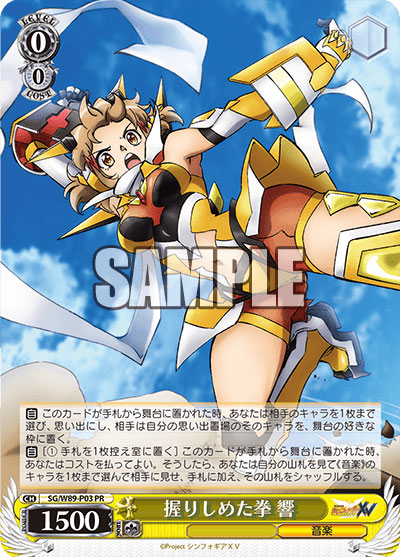 LEVEL
0
0
COST
SAMPLE
自 このカードが手札から舞台に置かれた時、あなたは相手のキャラを1枚まで
選び、思い出にし、相手は自分の思い出置場のそのキャラを、舞台の好きな
枠に置く。
自 [① 手札を1枚控え室に置く] このカードが手札から舞台に置かれた時、
あなたはコストを払ってよい。そうしたら、あなたは自分の山札を見て《音楽》の
キャラを1枚まで選んで相手に見せ、手札に加え、その山札をシャッフルする。
CH SG/W89-P03 PR
POWER 1500 SOUL
握りしめた拳 響
XV
音楽
©Project シンフォギアXV